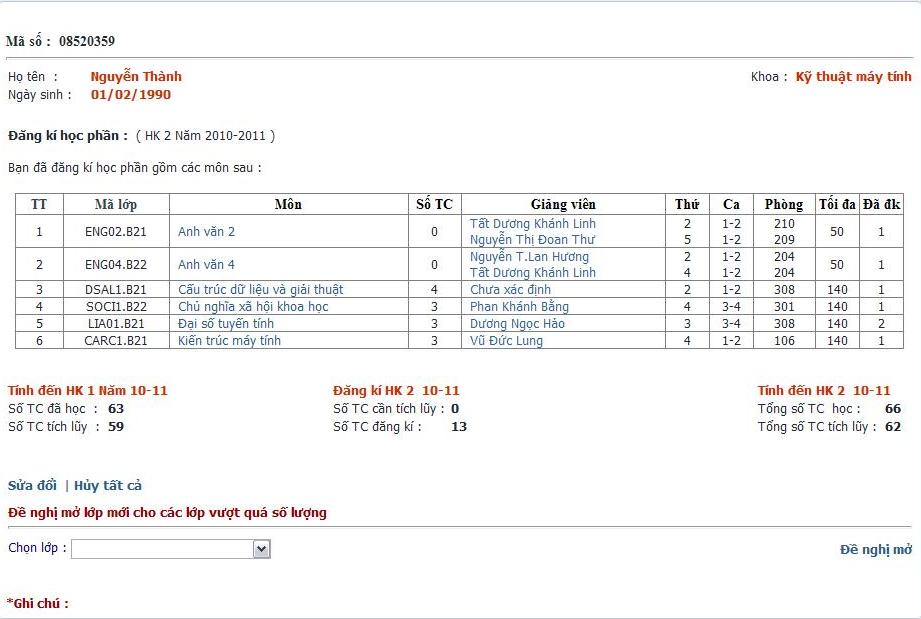 Mã số : 08520359
Họ tên : Nguyễn Thành Khoa : Kỹ thuật máy tính
Ngày sinh : 01/02/1990
Đăng kí học phần : ( HK 2 Năm 2010-2011 )
Bạn đã đăng kí học phần gồm các môn sau :
TT Mã lớp Môn Số TC Giảng viên Thứ Ca Phòng Tối đa Đã đk
1 ENG02.B21 Anh văn 2 0 Tất Dương Khánh Linh 2 1-2 210 50 1
Nguyễn Thị Đoan Thư 5 1-2 209
2 ENG04.B22 Anh văn 4 0 Nguyễn T.Lan Hương 2 1-2 204 50 1
Tất Dương Khánh Linh 4 1-2 204
3 DSAL1.B21 Cấu trúc dữ liệu và giải thuật 4 Chưa xác định 2 1-2 308 140 1
4 SOCI1.B22 Chủ nghĩa xã hội khoa học 3 Phan Khánh Bằng 4 3-4 301 140 1
5 LIA01.B21 Đại số tuyến tính 3 Dương Ngọc Hảo 3 3-4 308 140 2
6 CARC1.B21 Kiến trúc máy tính 3 Vũ Đức Lung 4 1-2 106 140 1
Tính đến HK 1 Năm 10-11 Đăng kí HK 2 10-11 Tính đến HK 2 10-11
Số TC đã học : 63 Số TC cần tích lũy : 0 Tổng số TC học : 66
Số TC tích lũy : 59 Số TC đăng kí : 13 Tổng số TC tích lũy : 62
Sửa đổi | Hủy tất cả
Đề nghị mở lớp mới cho các lớp vượt quá số lượng
Chọn lớp : Đề nghị mở
*Ghi chú :